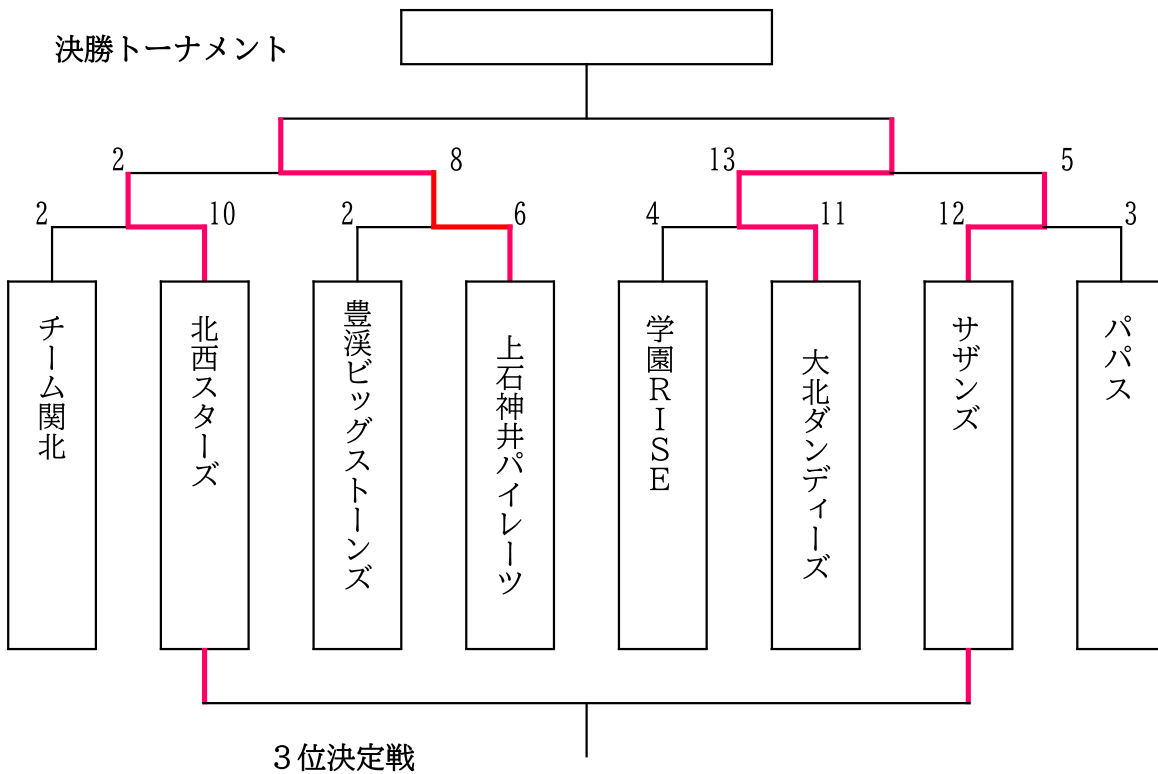 決勝トーナメント
2
8
13
5
2
10
2
6
4
11
12
3
チーム関北
北西スターズ
豊渓ビッグストーンズ
上石神井パイレーツ
学園RISE
大北ダンディーズ
サザンズ
パパス
3位決定戦